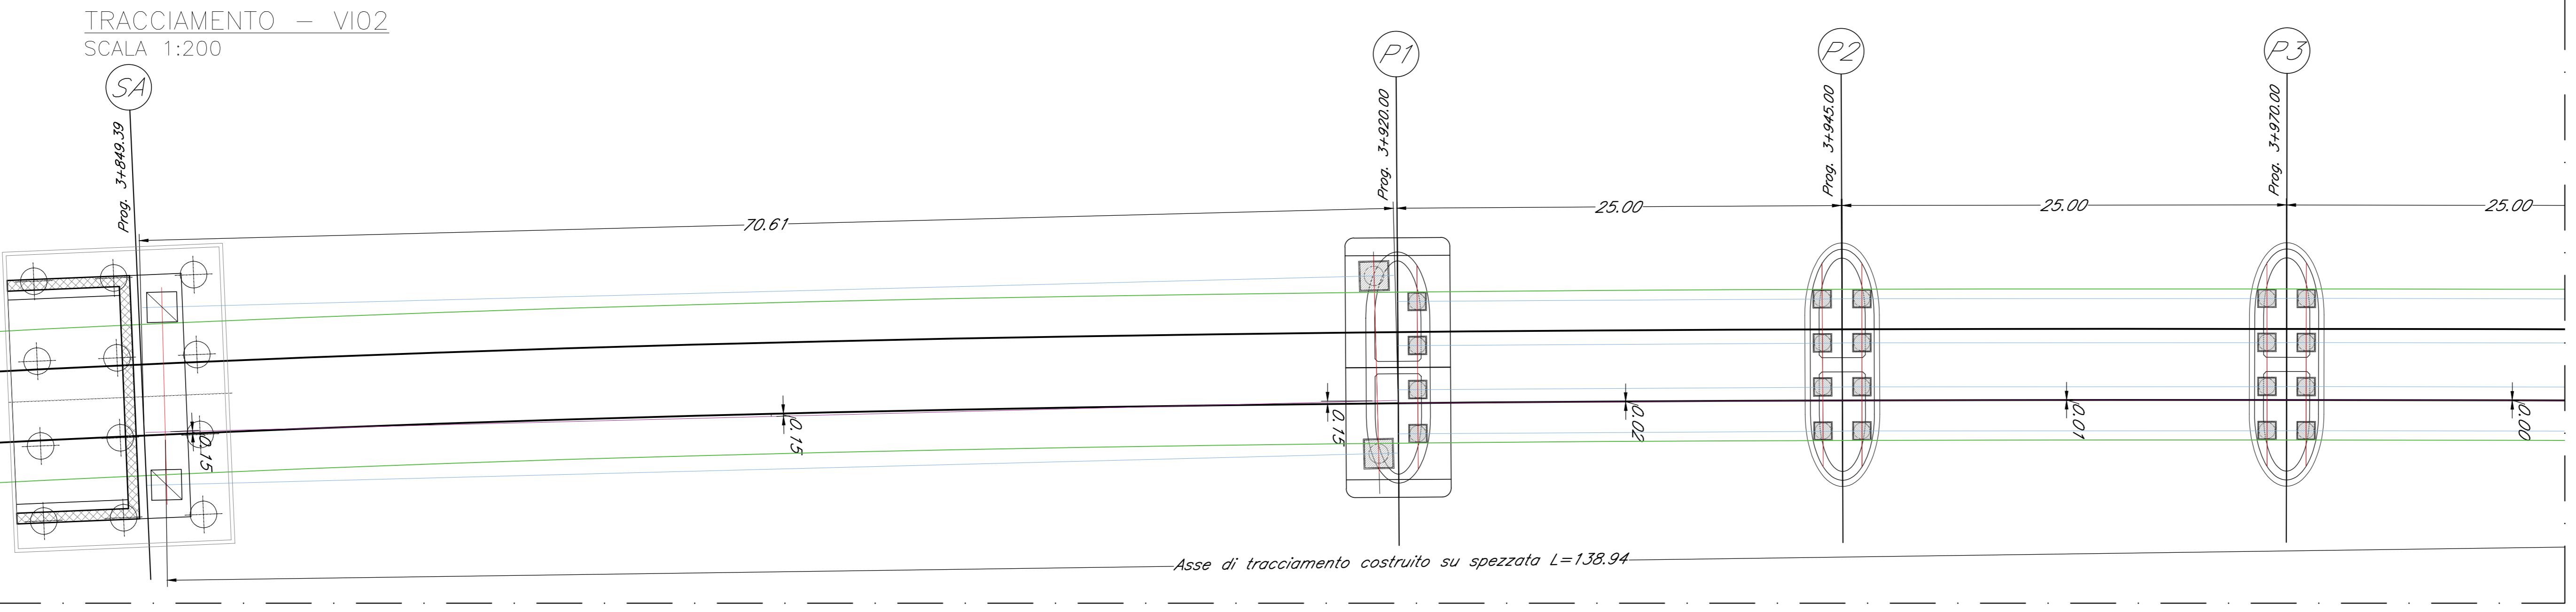 TRACCIAMENTO – VI02
SCALA 1:200
SA
P1
P2
P3
Prog. 3+849.39
Prog. 3+920.00
Prog. 3+945.00
Prog. 3+970.00
70.61
25.00
25.00
25.00
0.15
0.15
0.15
0.02
0.01
0.00
Asse di tracciamento costruito su spezzata L=138.94